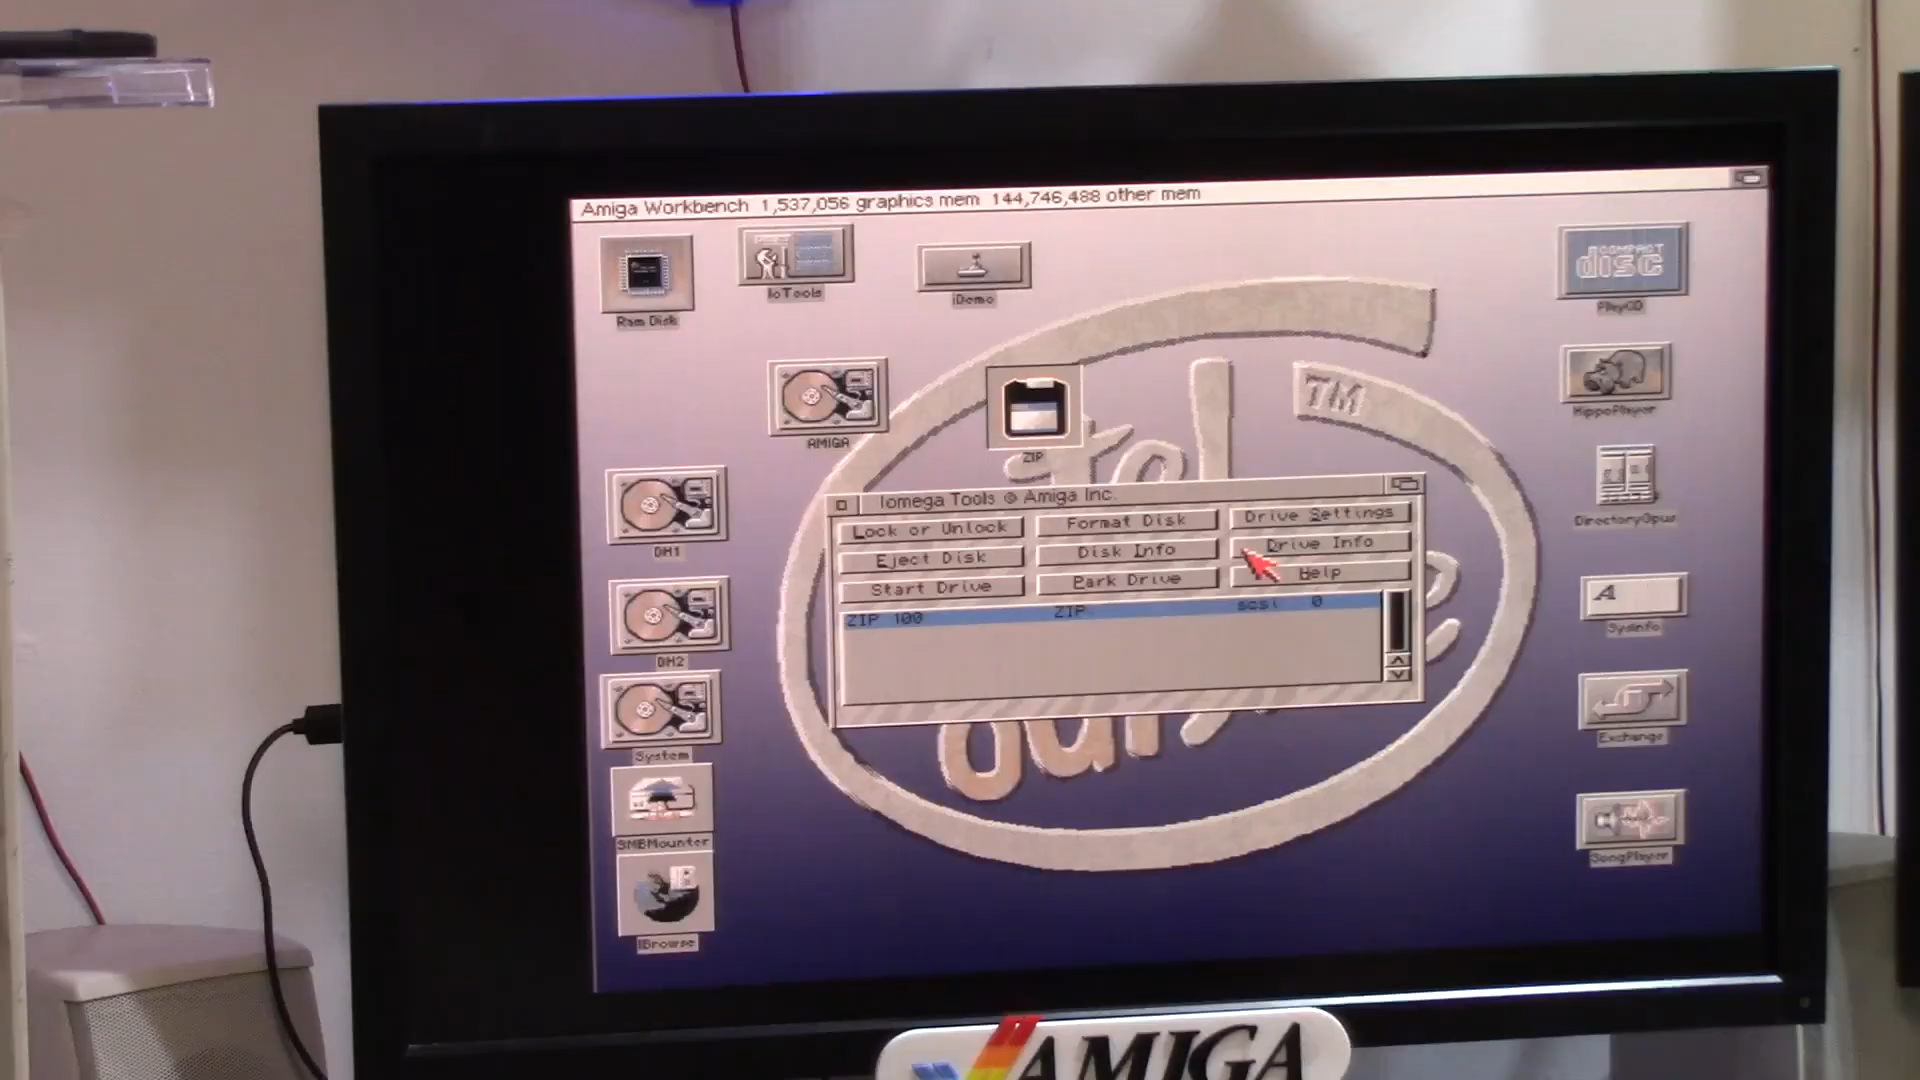 Amiga Workbench 1,537,056 graphics mem 144,746,488 other mem
Ram Disk
IoTools
iDemo
COMPACT
disc
PlayCD
AMIGA
ZIP
TM
HippoPlayer
DH1
DirectoryOpus
Iomega Tools © Amiga Inc.
Lock or Unlock
Format Disk
Drive Settings
Eject Disk
Disk Info
Drive Info
Start Drive
Park Drive
Help
ZIP 100 ZIP scsi 0
DH2
A
SysInfo
System
Exchange
SMBMounter
SongPlayer
IBrowse
AMIGA